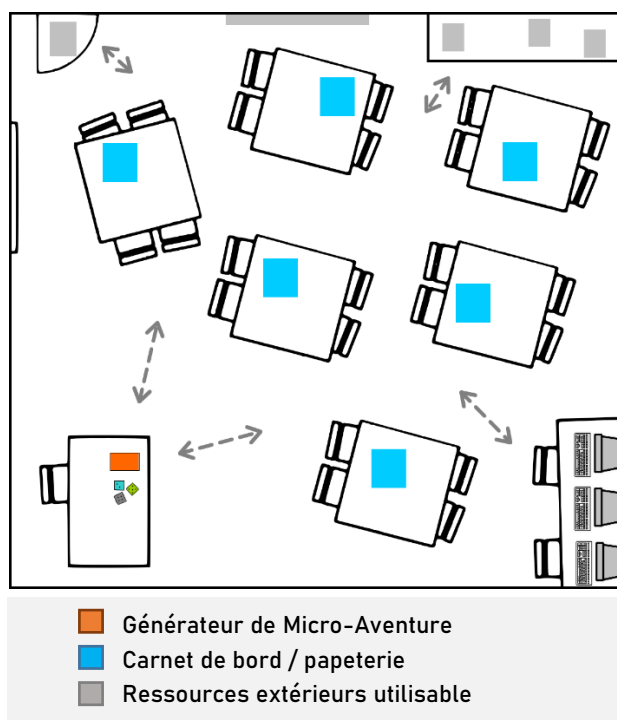 Générateur de Micro-Aventure
Carnet de bord / papeterie
Ressources extérieurs utilisable